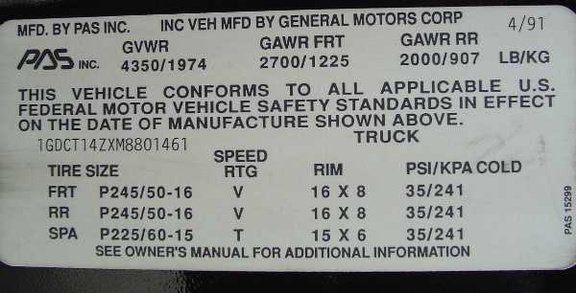 MFD. BY PAS INC. INC VEH MFD BY GENERAL MOTORS CORP 4/91
GVWR GAWR FRT GAWR RR
PAS INC. 4350/1974 2700/1225 2000/907 LB/KG
THIS VEHICLE CONFORMS TO ALL APPLICABLE U.S.
FEDERAL MOTOR VEHICLE SAFETY STANDARDS IN EFFECT
ON THE DATE OF MANUFACTURE SHOWN ABOVE.
1GDCT14ZXM8801461 TRUCK
TIRE SIZE SPEED RTG RIM PSI/KPA COLD
FRT P245/50-16 V 16 X 8 35/241
RR P245/50-16 V 16 X 8 35/241
SPA P225/60-15 T 15 X 6 35/241
SEE OWNER'S MANUAL FOR ADDITIONAL INFORMATION
PAS 15299